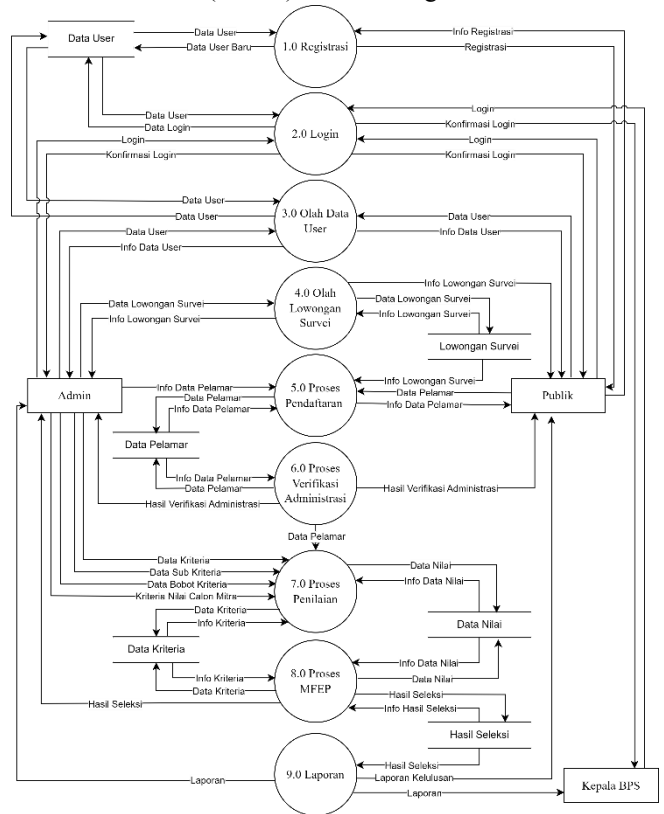 Data User
Data User
Data User Baru
1.0 Registrasi
Info Registrasi
Registrasi
Data User
Data Login
Login
Konfirmasi Login
2.0 Login
Login
Konfirmasi Login
Login
Konfirmasi Login
Data User
Data User
Data User
Info Data User
3.0 Olah Data
User
Data User
Info Data User
Data Lowongan Survei
Info Lowongan Survei
4.0 Olah
Lowongan
Survei
Info Lowongan Survei
Data Lowongan Survei
Info Lowongan Survei
Lowongan Survei
Admin
Info Data Pelamar
Data Pelamar
Info Data Pelamar
5.0 Proses
Pendaftaran
Info Lowongan Survei
Data Pelamar
Info Data Pelamar
Publik
Data Pelamar
Info Data Pelamar
Data Pelamar
Hasil Verifikasi Administrasi
6.0 Proses
Verifikasi
Administrasi
Hasil Verifikasi Administrasi
Data Pelamar
Data Kriteria
Data Sub Kriteria
Data Bobot Kriteria
Kriteria Nilai Calon Mitra
Data Kriteria
Info Kriteria
7.0 Proses
Penilaian
Data Nilai
Info Data Nilai
Data Nilai
Data Kriteria
Info Kriteria
Data Kriteria
Hasil Seleksi
8.0 Proses
MFEP
Info Data Nilai
Data Nilai
Hasil Seleksi
Info Hasil Seleksi
Hasil Seleksi
Laporan
9.0 Laporan
Hasil Seleksi
Laporan Kelulusan
Laporan
Kepala BPS